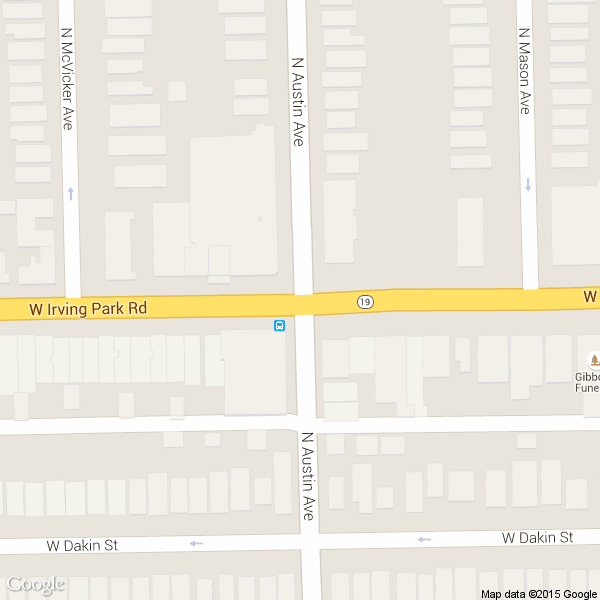 N McVicker Ave
N Austin Ave
N Mason Ave
W Irving Park Rd
19
W
Gibbo
Fune
N Austin Ave
W Dakin St
W Dakin St
Google
Map data ©2015 Google